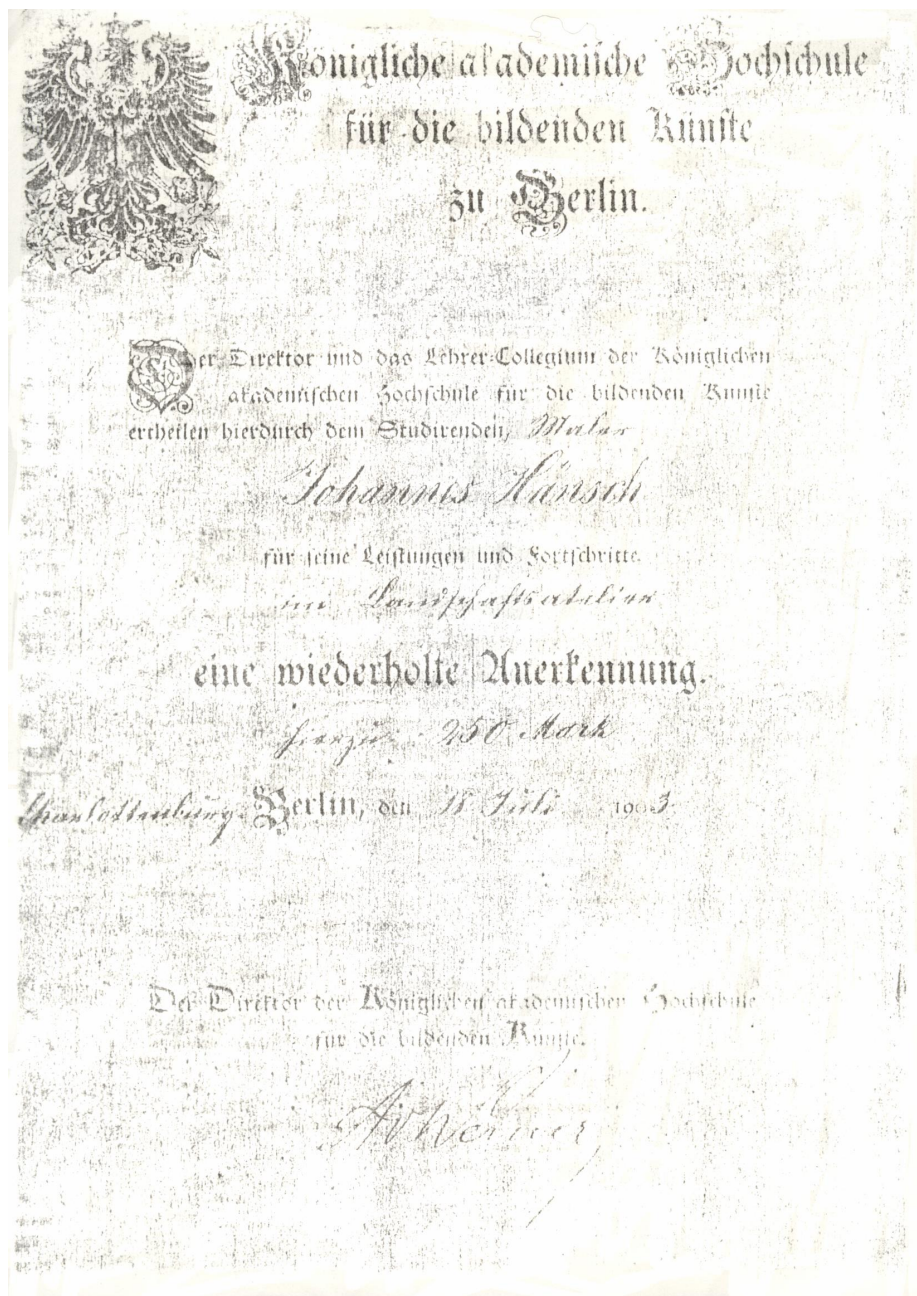 Königliche akademische Hochschule
für die bildenden Künste
zu Berlin.
Der Direktor und das Lehrer-Collegium der Königlichen
akademischen Hochschule für die bildenden Künste
ertheilen hierdurch dem Studirenden, Maler
Johannes Hänsch
für seine Leistungen und Fortschritte
im Landschaftsatelier
eine wiederholte Anerkennung.
hierzu: 250 Mark
Charlottenburg Berlin, den 18 Juli 1903
Der Direktor der Königlichen akademischen Hochschule
für die bildenden Künste.
AvWerner